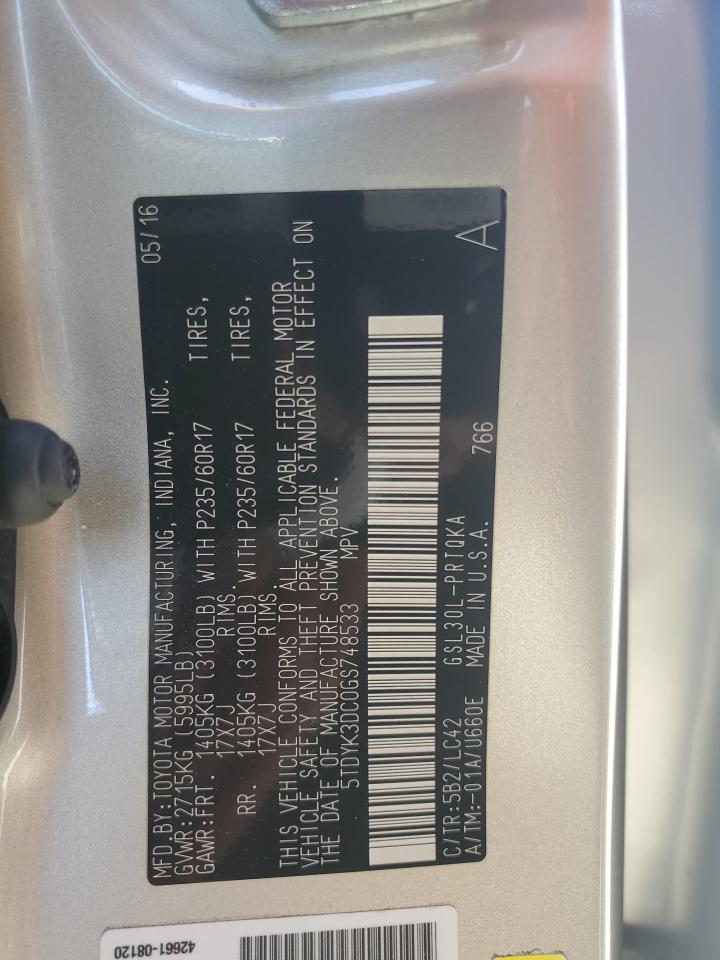 MFD.BY:TOYOTA MOTOR MANUFACTURING, INDIANA, INC. 05/16
GVWR:2715KG (5995LB)
GAWR:FRT. 1405KG (3100LB) WITH P235/60R17 TIRES,
17X7J RIMS.
RR. 1405KG (3100LB) WITH P235/60R17 TIRES,
17X7J RIMS.
THIS VEHICLE CONFORMS TO ALL APPLICABLE FEDERAL MOTOR
VEHICLE SAFETY AND THEFT PREVENTION STANDARDS IN EFFECT ON
THE DATE OF MANUFACTURE SHOWN ABOVE.
5TDYK3DC0GS748533 MPV
C/TR:5B2/LC42 GSL30L-PRTQKA
A/TM:-01A/U660E MADE IN U.S.A. 766
A
42661-08120